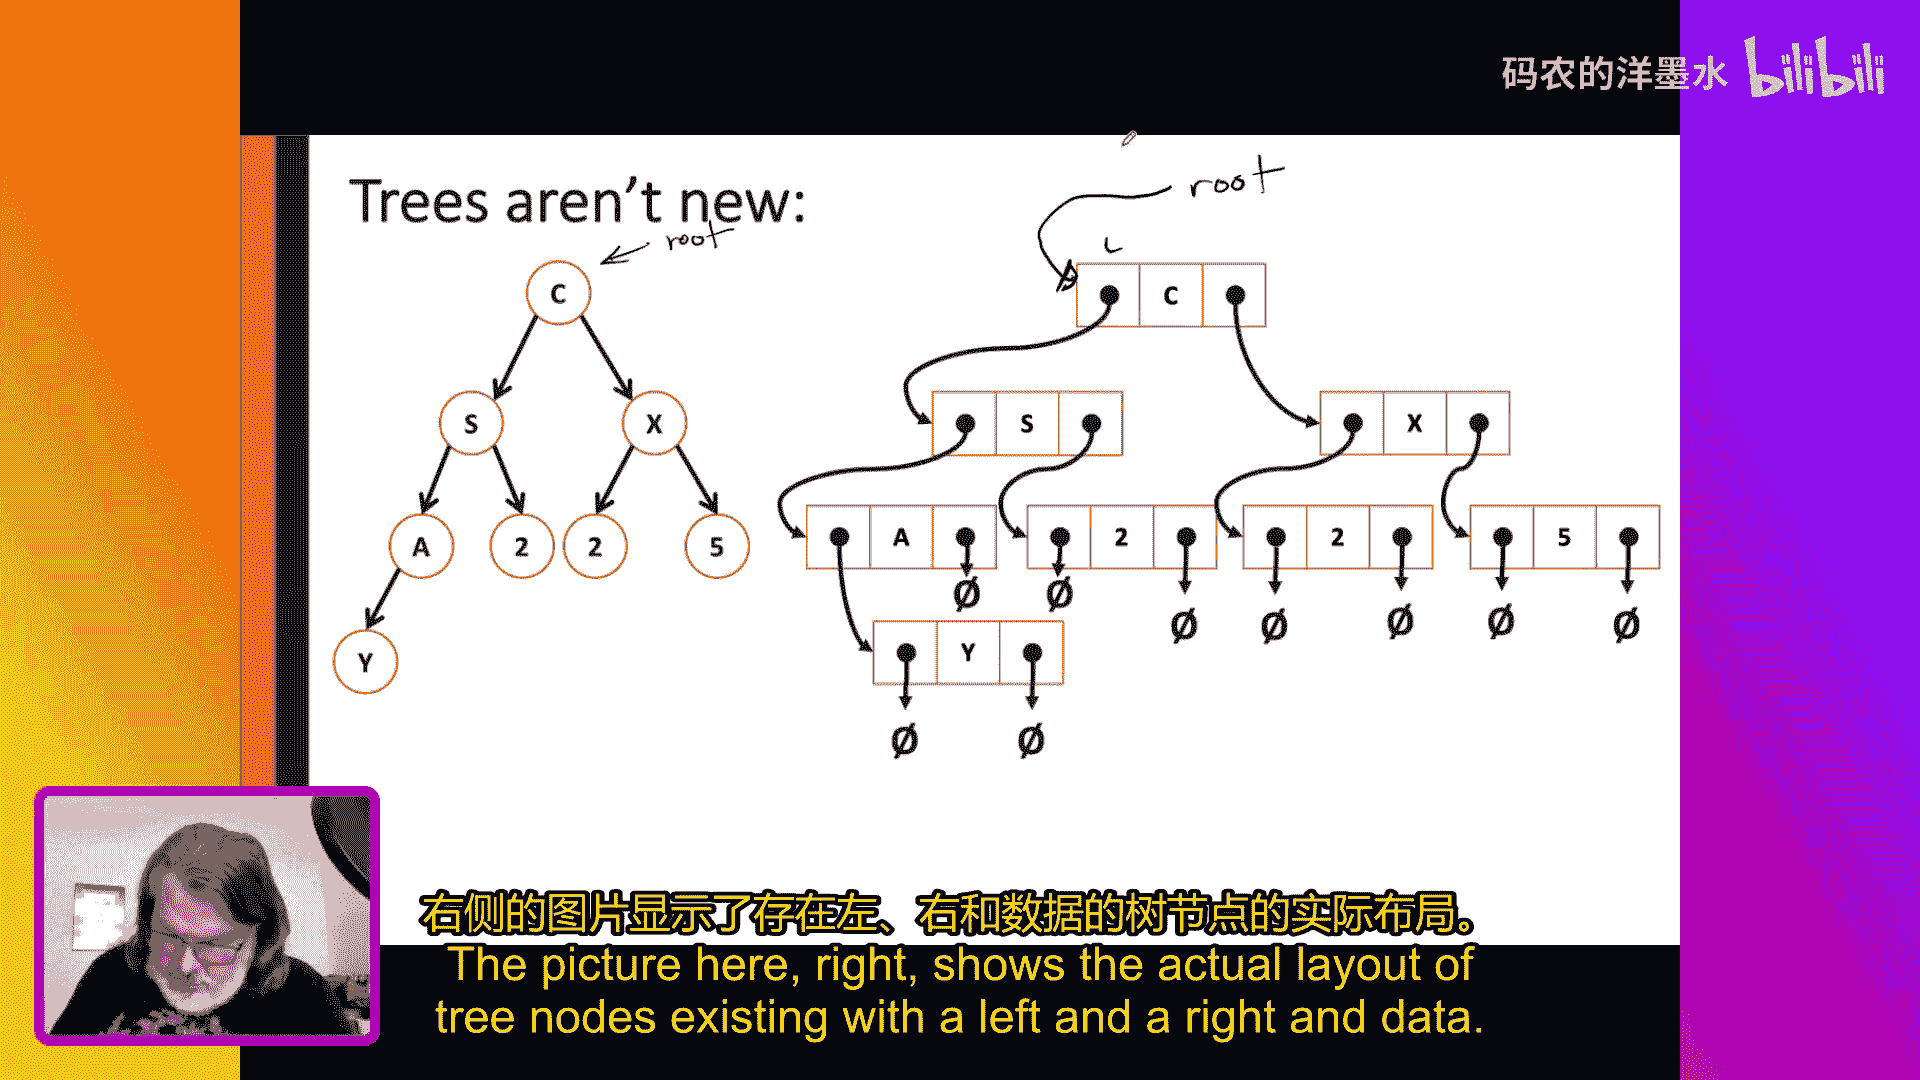 码农的洋墨水 bilibili
Trees aren't new:
root
root
L
C
S X
A 2 2 5
Y
C
S X
A 2 2 5
Ø Ø Ø Ø Ø Ø Ø
Y
Ø Ø
右侧的图片显示了存在左、右和数据的树节点的实际布局。
The picture here, right, shows the actual layout of
tree nodes existing with a left and a right and data.